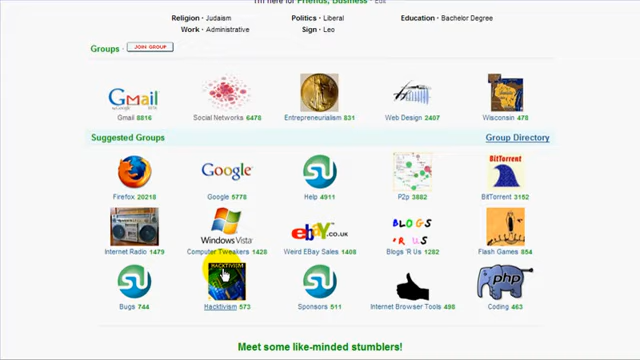 I'm here for Friends, Business · Edit
Religion · Judaism Politics · Liberal Education · Bachelor Degree
Work · Administrative Sign · Leo
Groups · JOIN GROUP
Gmail
Gmail 8816 Social Networks 6478 Entrepreneurialism 831 Web Design 2407 Wisconsin 478
Suggested Groups Group Directory
Google BitTorrent
Firefox 20218 Google 5778 Help 4911 P2p 3882 BitTorrent 3152
Windows Vista ebay.co.uk BLOGS 'R US
Internet Radio 1479 Computer Tweakers 1428 Weird EBay Sales 1408 Blogs 'R Us 1282 Flash Games 854
HACKTIVISM php
Bugs 744 Hacktivism 573 Sponsors 511 Internet Browser Tools 498 Coding 463
Meet some like-minded stumblers!